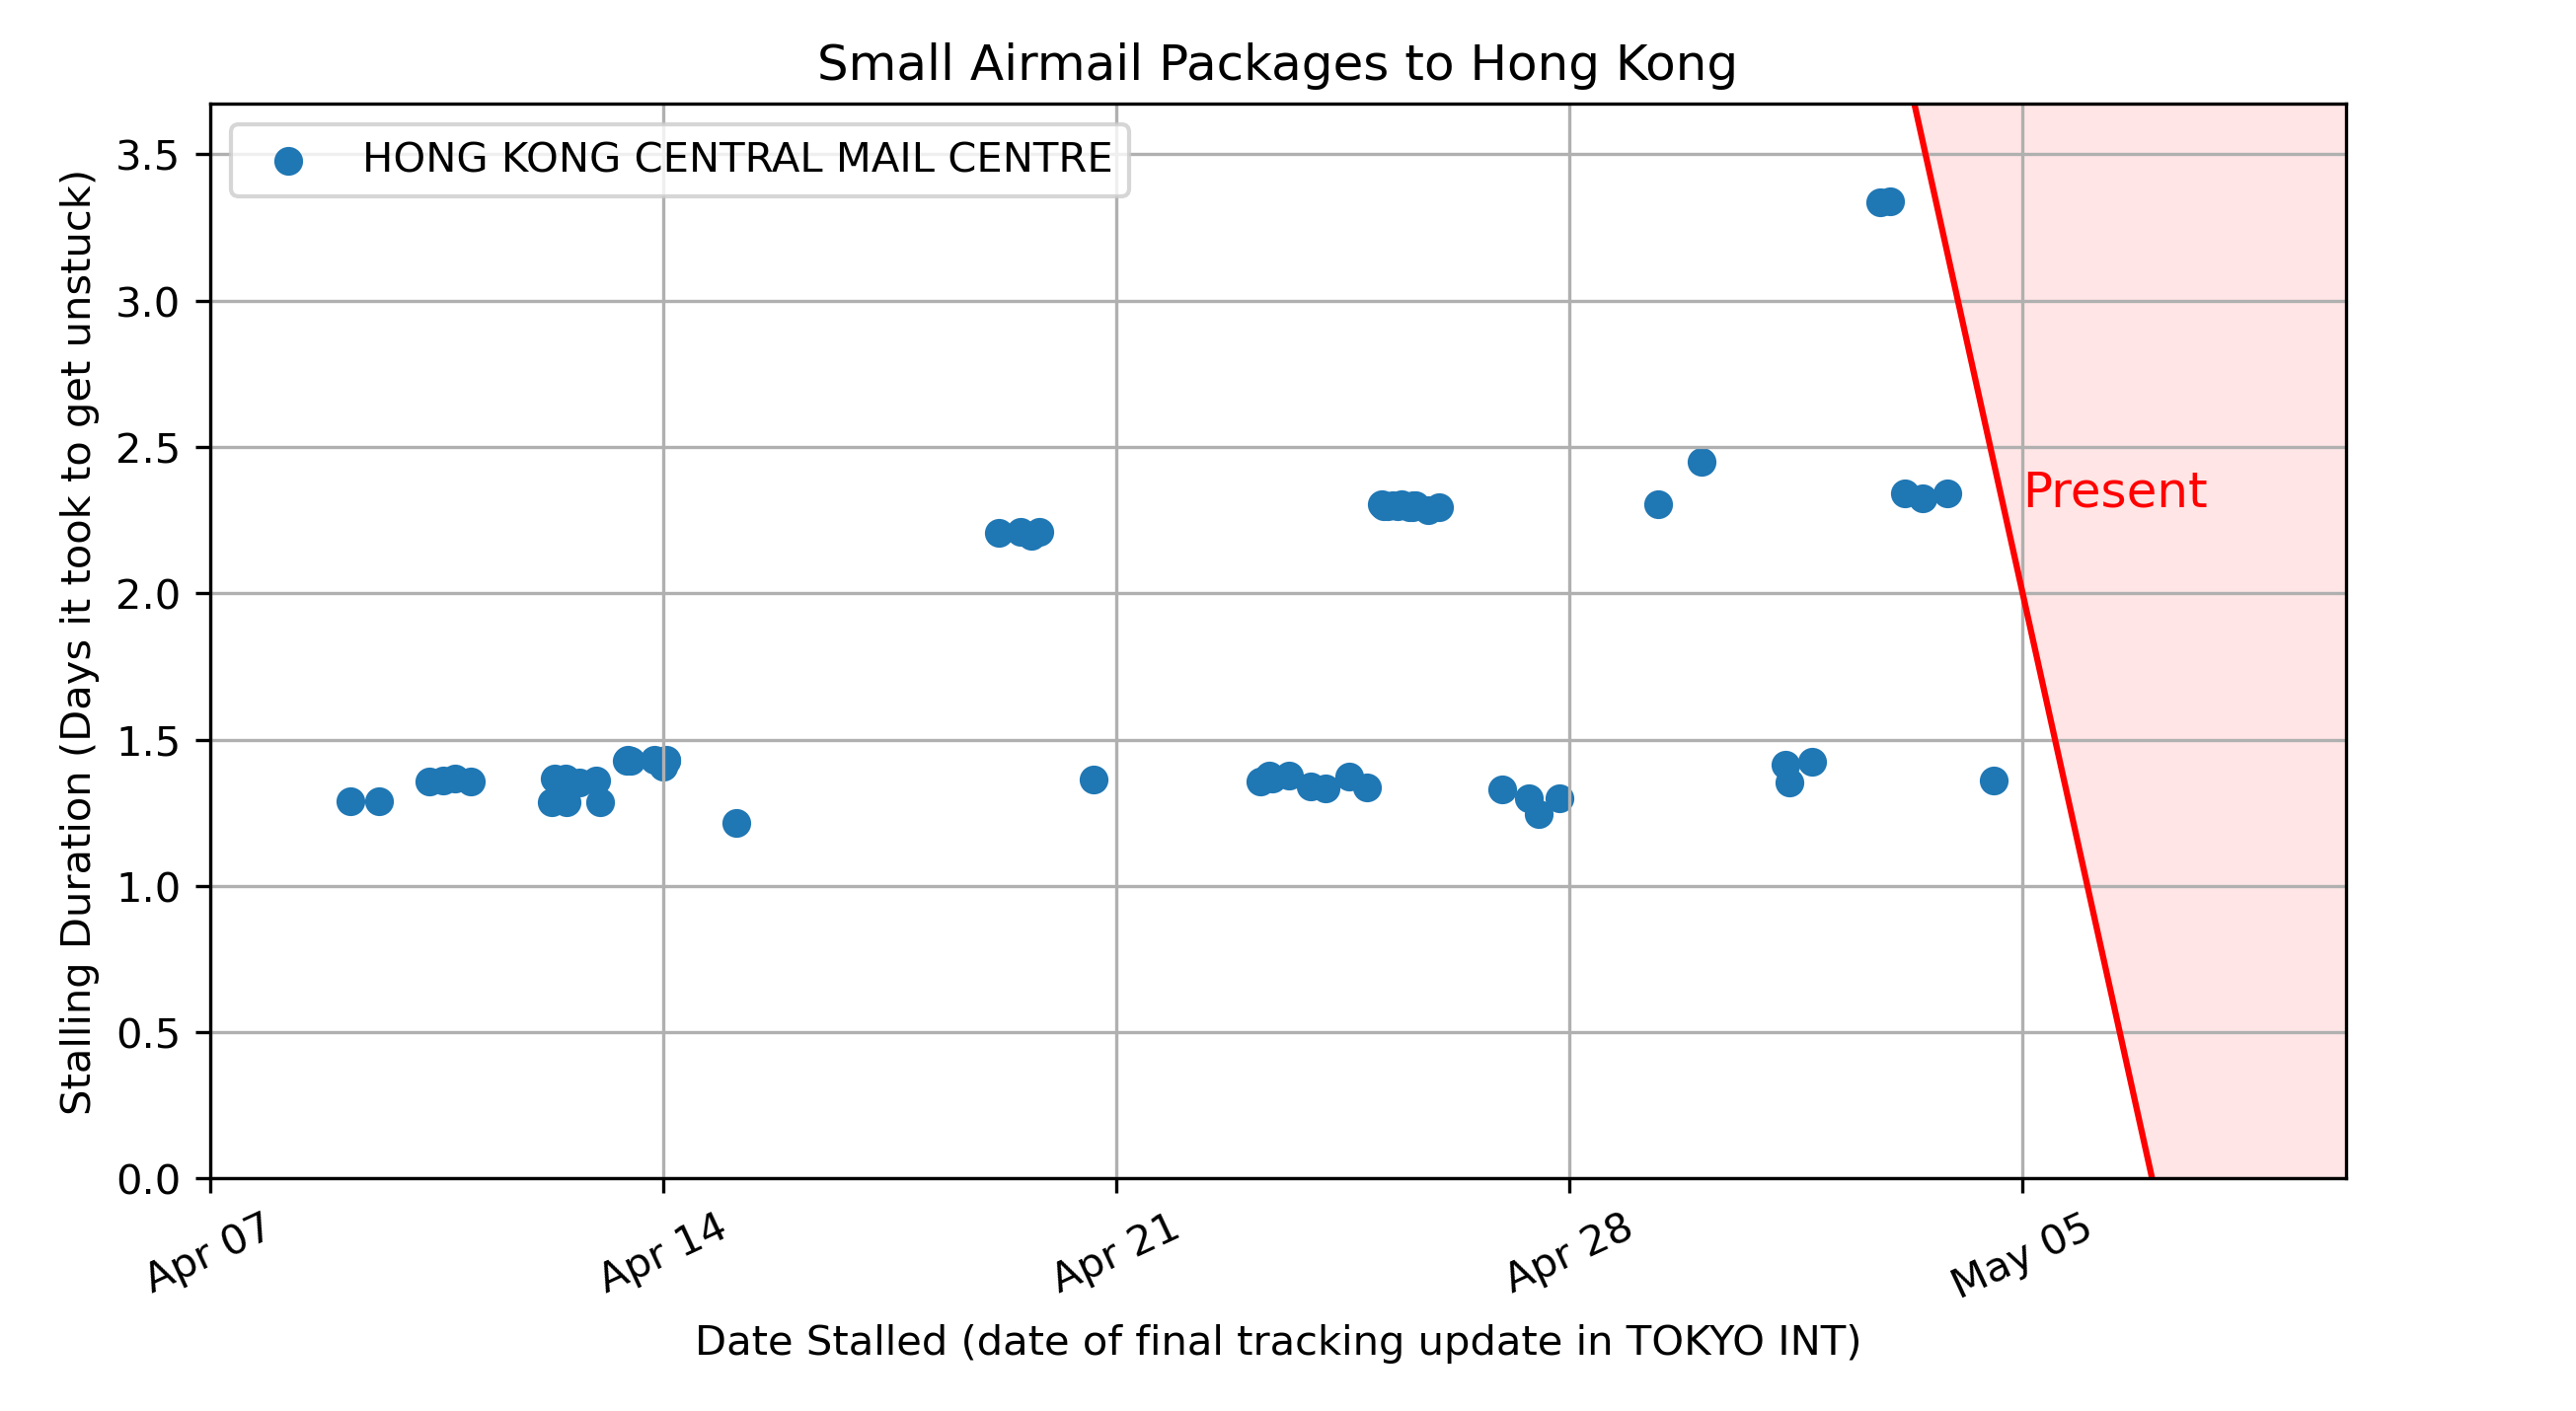 Small Airmail Packages to Hong Kong
HONG KONG CENTRAL MAIL CENTRE
Stalling Duration (Days it took to get unstuck)
3.5
3.0
2.5
2.0
1.5
1.0
0.5
0.0
Present
Apr 07
Apr 14
Apr 21
Apr 28
May 05
Date Stalled (date of final tracking update in TOKYO INT)